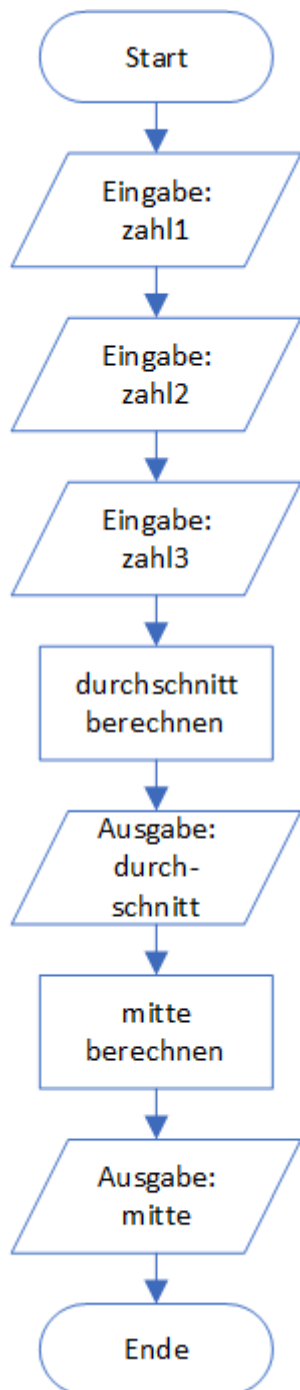 Start
Eingabe:
zahl1
Eingabe:
zahl2
Eingabe:
zahl3
durchschnitt
berechnen
Ausgabe:
durch-
schnitt
mitte
berechnen
Ausgabe:
mitte
Ende